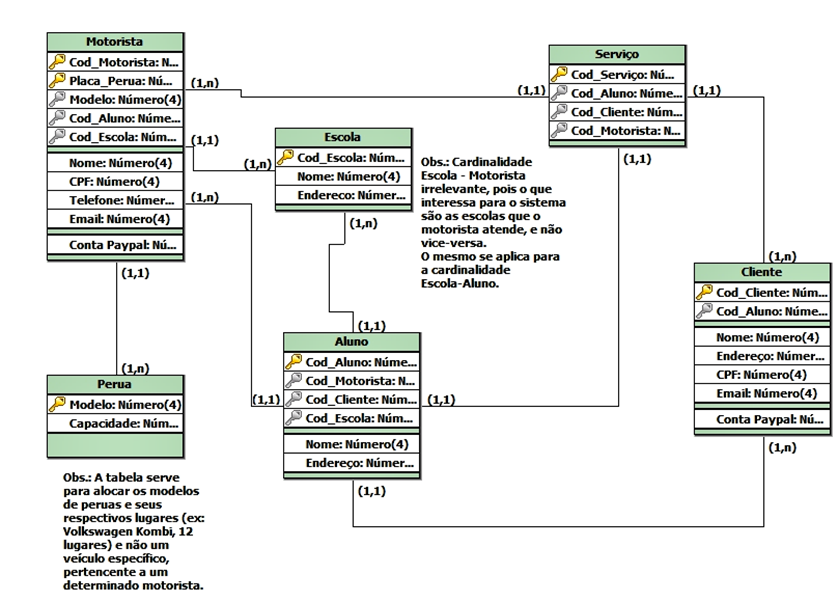 Motorista
Cod_Motorista: N...
Placa_Perua: Nú...
Modelo: Número(4)
Cod_Aluno: Núme...
Cod_Escola: Núm...
Nome: Número(4)
CPF: Número(4)
Telefone: Númer...
Email: Número(4)
Conta Paypal: Nú...
(1,n)
(1,1)
(1,n)
(1,n)
(1,1)
Escola
Cod_Escola: Núm...
Nome: Número(4)
Endereco: Númer...
(1,n)
Obs.: Cardinalidade
Escola - Motorista
irrelevante, pois o que
interessa para o sistema
são as escolas que o
motorista atende, e não
vice-versa.
O mesmo se aplica para
a cardinalidade
Escola-Aluno.
Serviço
Cod_Serviço: Nú...
Cod_Aluno: Núme...
Cod_Cliente: Núm...
Cod_Motorista: N...
(1,1)
(1,1)
(1,1)
(1,n)
Cliente
Cod_Cliente: Núm...
Cod_Aluno: Núme...
Nome: Número(4)
Endereço: Númer...
CPF: Número(4)
Email: Número(4)
Conta Paypal: Nú...
(1,n)
(1,1)
Aluno
Cod_Aluno: Núme...
Cod_Motorista: N...
Cod_Cliente: Núm...
Cod_Escola: Núm...
Nome: Número(4)
Endereço: Númer...
(1,1)
(1,1)
(1,1)
(1,n)
Perua
Modelo: Número(4)
Capacidade: Núm...
Obs.: A tabela serve
para alocar os modelos
de peruas e seus
respectivos lugares (ex:
Volkswagen Kombi, 12
lugares) e não um
veículo específico,
pertencente a um
determinado motorista.